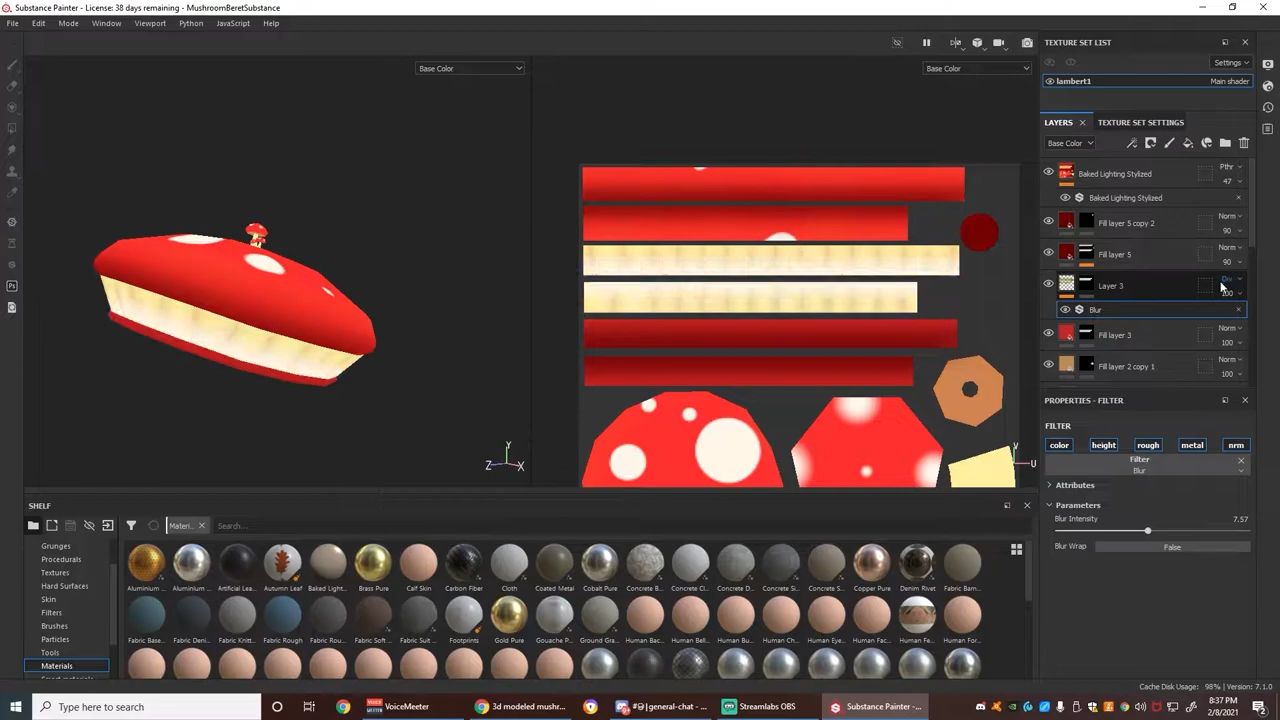 Substance Painter - License: 38 days remaining - MushroomBeretSubstance
File Edit Mode Window Viewport Python JavaScript Help
Base Color
Base Color
Y
Z X
V
U
TEXTURE SET LIST
Settings
lambert1 Main shader
LAYERS TEXTURE SET SETTINGS
Base Color
Baked Lighting Stylized Pthr 47
Baked Lighting Stylized
Fill layer 5 copy 2 Norm 90
Fill layer 5 Norm 90
Layer 3 100
Blur
Fill layer 3 Norm 100
Fill layer 2 copy 1 Norm 100
PROPERTIES - FILTER
FILTER
color height rough metal nrm
Filter
Blur
Attributes
Parameters
Blur Intensity 7.57
Blur Wrap False
SHELF
Materi... Search...
Grunges
Procedurals
Textures
Hard Surfaces
Skin
Filters
Brushes
Particles
Tools
Materials
Aluminium ... Aluminium ... Artificial Lea... Autumn Leaf Baked Light... Brass Pure Calf Skin Carbon Fiber Cloth Coated Metal Cobalt Pure Concrete B... Concrete Cl... Concrete D... Concrete Si... Concrete S... Copper Pure Denim Rivet Fabric Bam...
Fabric Base... Fabric Deni... Fabric Knitt... Fabric Rough Fabric Rou... Fabric Soft ... Fabric Suit ... Footprints Gold Pure Gouache P... Ground Gra... Human Bac... Human Bell... Human Bu... Human Ch... Human Eye... Human Fac... Human Fe... Human For...
Cache Disk Usage: 98% | Version: 7.1.0
Type here to search
VoiceMeeter
3d modeled mushr...
general-chat - ...
Streamlabs OBS
Substance Painter -...
8:37 PM
2/8/2021